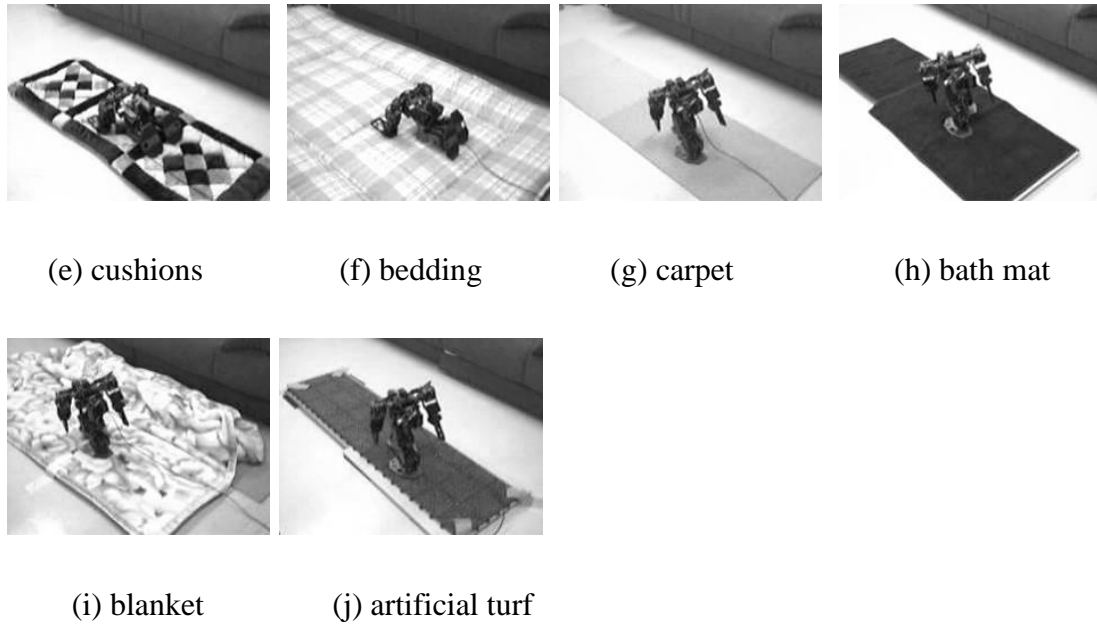 (e) cushions (f) bedding (g) carpet (h) bath mat
(i) blanket (j) artificial turf